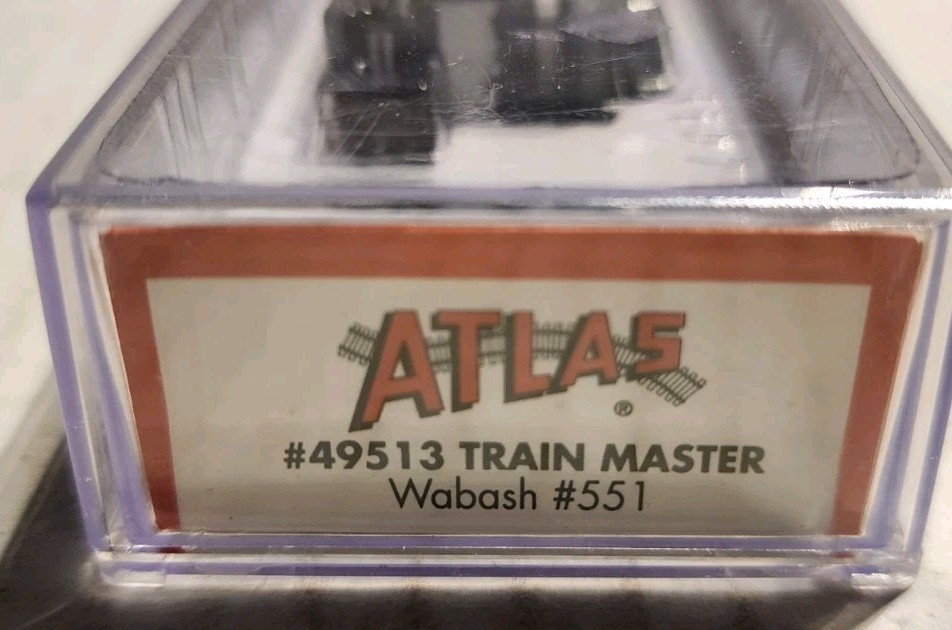 ATLAS
®
#49513 TRAIN MASTER
Wabash #551